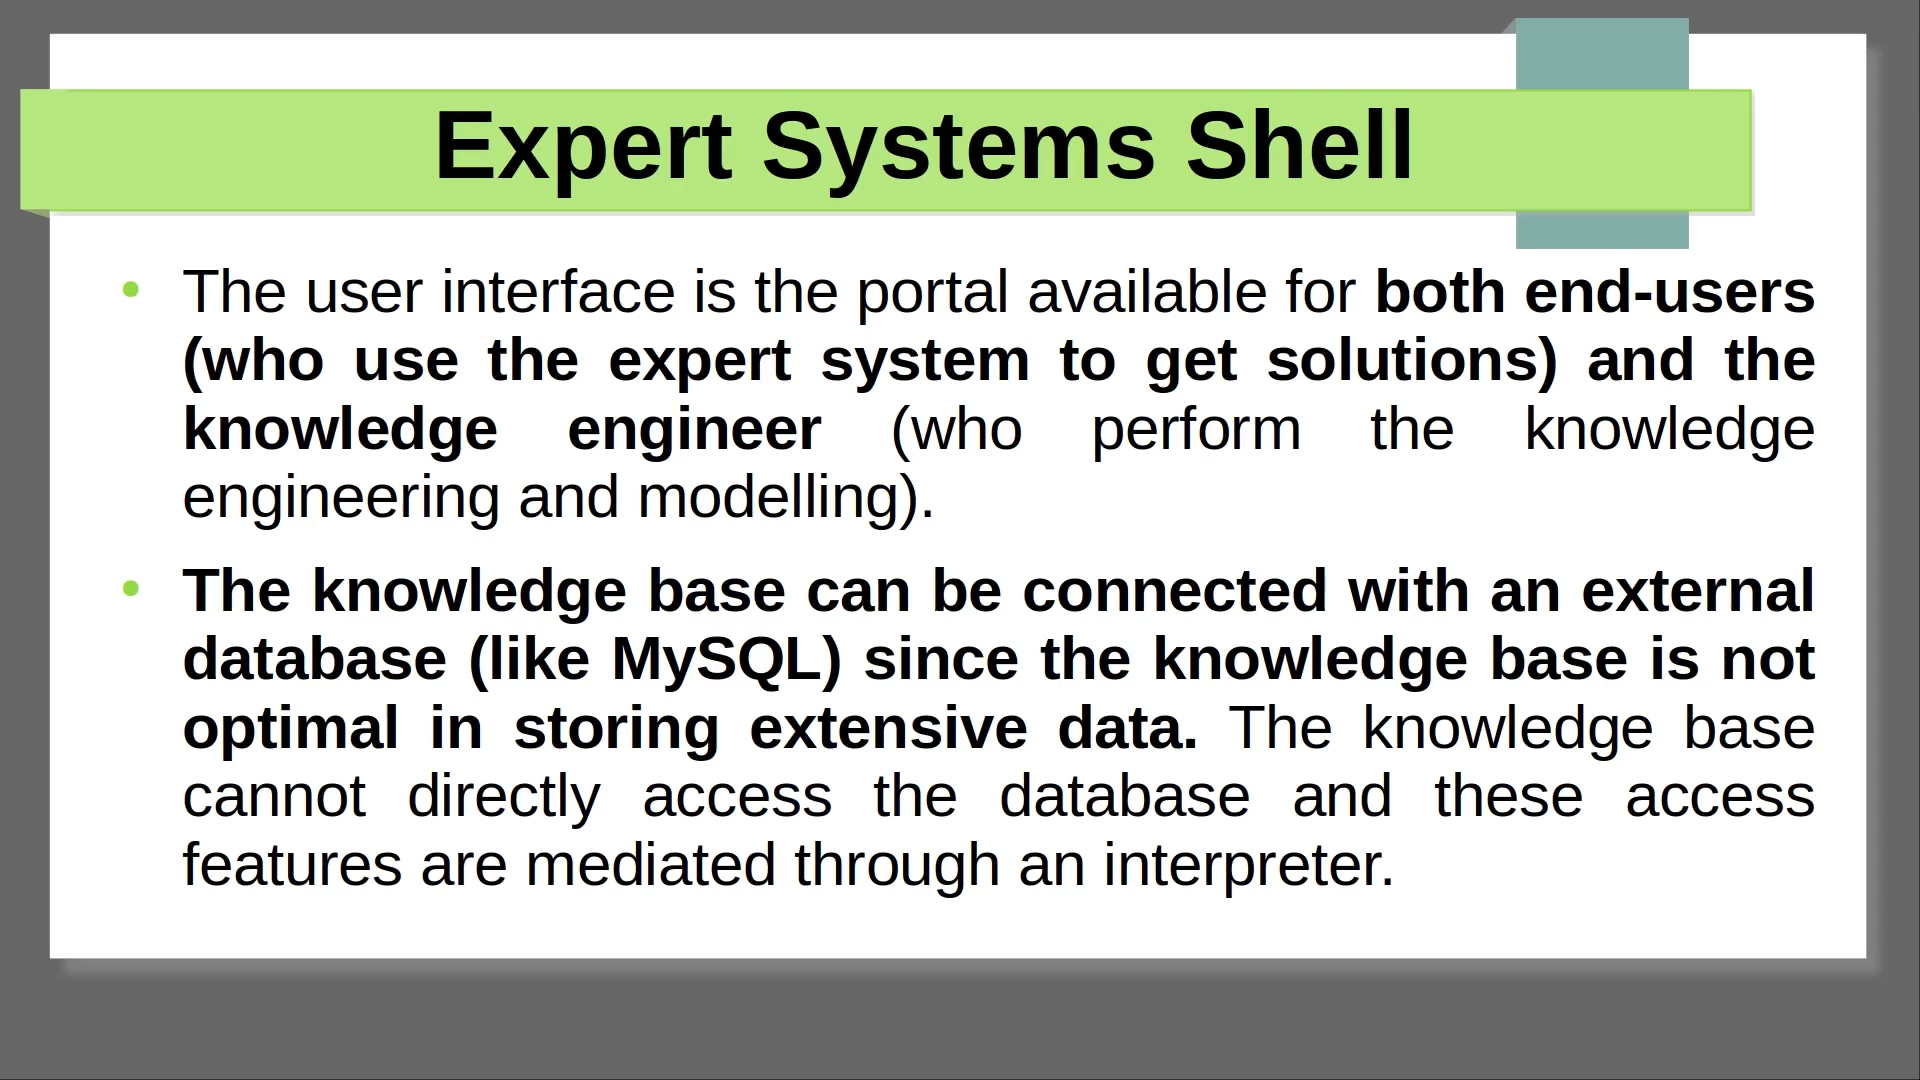 Expert Systems Shell
The user interface is the portal available for both end-users
(who use the expert system to get solutions) and the
knowledge engineer (who perform the knowledge
engineering and modelling).
The knowledge base can be connected with an external
database (like MySQL) since the knowledge base is not
optimal in storing extensive data. The knowledge base
cannot directly access the database and these access
features are mediated through an interpreter.